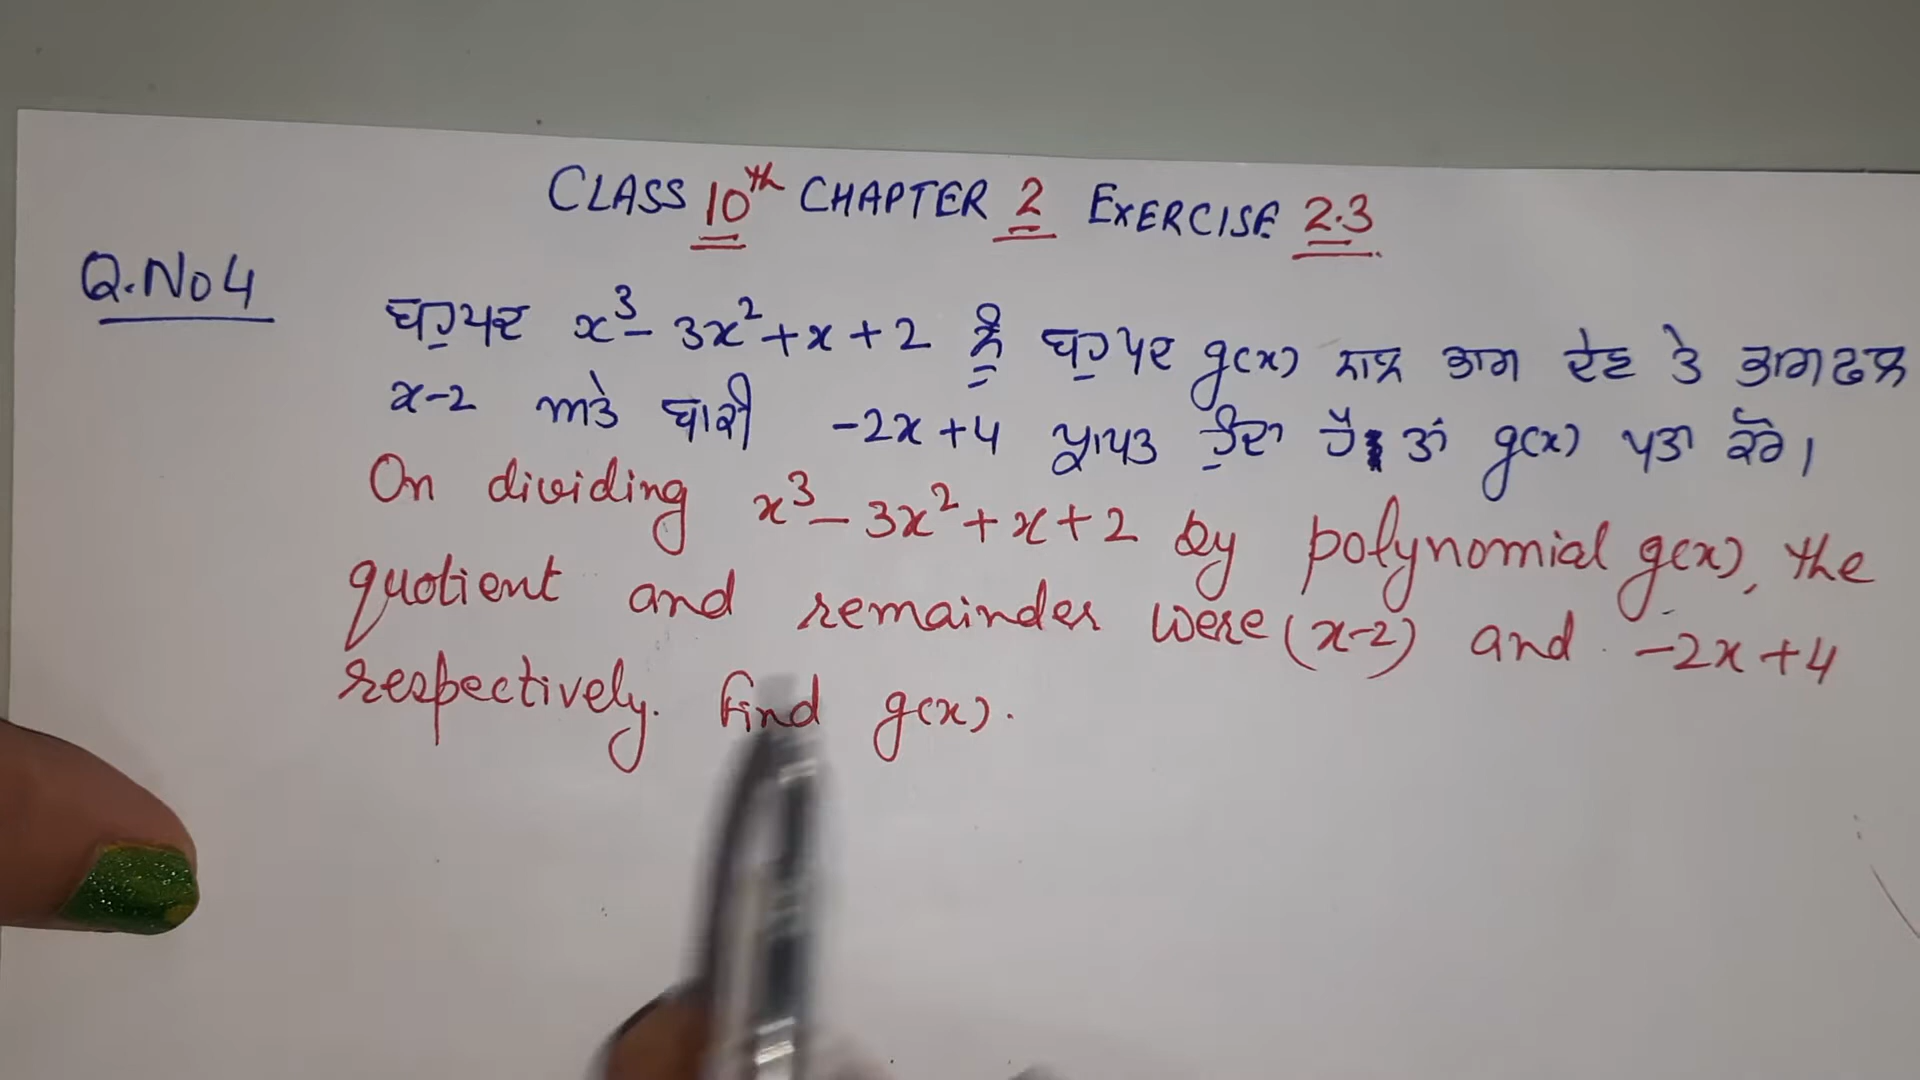 CLASS 10th CHAPTER 2 EXERCISE 2.3
Q.No 4
ਬਹੁਪਦ x³ - 3x² + x + 2 ਨੂੰ ਬਹੁਪਦ g(x) ਨਾਲ ਭਾਗ ਦੇਣ ਤੇ ਭਾਗਫਲ
x-2 ਅਤੇ ਬਾਕੀ -2x+4 ਪ੍ਰਾਪਤ ਹੁੰਦਾ ਹੈ ਤਾਂ g(x) ਪਤਾ ਕਰੋ।
On dividing x³ - 3x² + x + 2 by polynomial g(x), the
quotient and remainder were (x-2) and -2x+4
respectively. Find g(x).